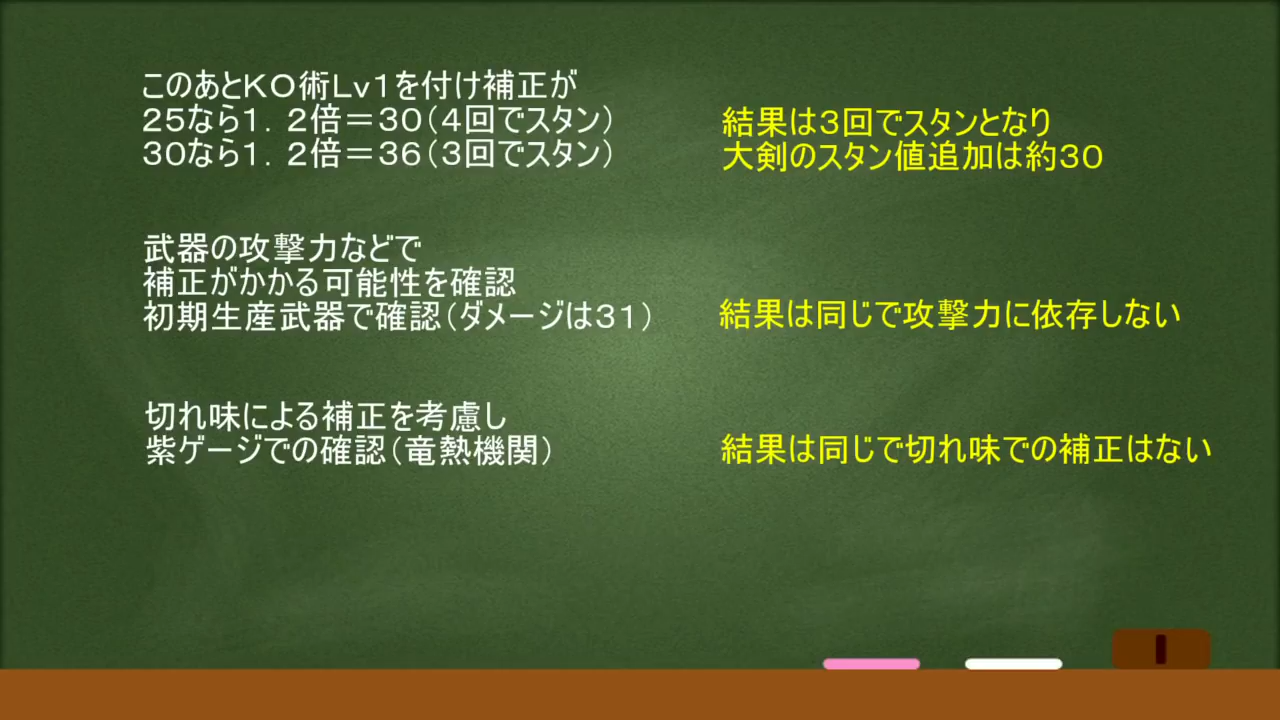 このあとＫＯ術Ｌｖ１を付け補正が
２５なら１．２倍＝３０（４回でスタン）
３０なら１．２倍＝３６（３回でスタン）
結果は３回でスタンとなり
大剣のスタン値追加は約３０
武器の攻撃力などで
補正がかかる可能性を確認
初期生産武器で確認（ダメージは３１）
結果は同じで攻撃力に依存しない
切れ味による補正を考慮し
紫ゲージでの確認（竜熱機関）
結果は同じで切れ味での補正はない